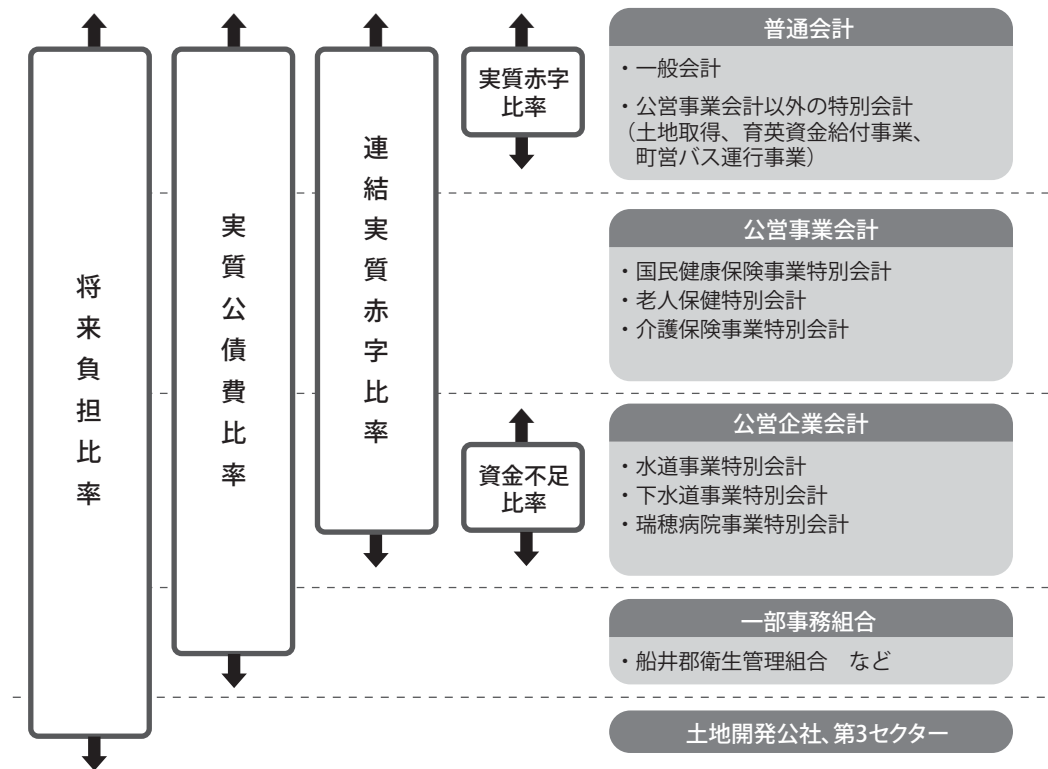 将来負担比率
実質公債費比率
連結実質赤字比率
実質赤字
比率
資金不足
比率
普通会計
・一般会計
・公営事業会計以外の特別会計
（土地取得、育英資金給付事業、
町営バス運行事業）
公営事業会計
・国民健康保険事業特別会計
・老人保健特別会計
・介護保険事業特別会計
公営企業会計
・水道事業特別会計
・下水道事業特別会計
・瑞穂病院事業特別会計
一部事務組合
・船井郡衛生管理組合　など
土地開発公社、第3セクター